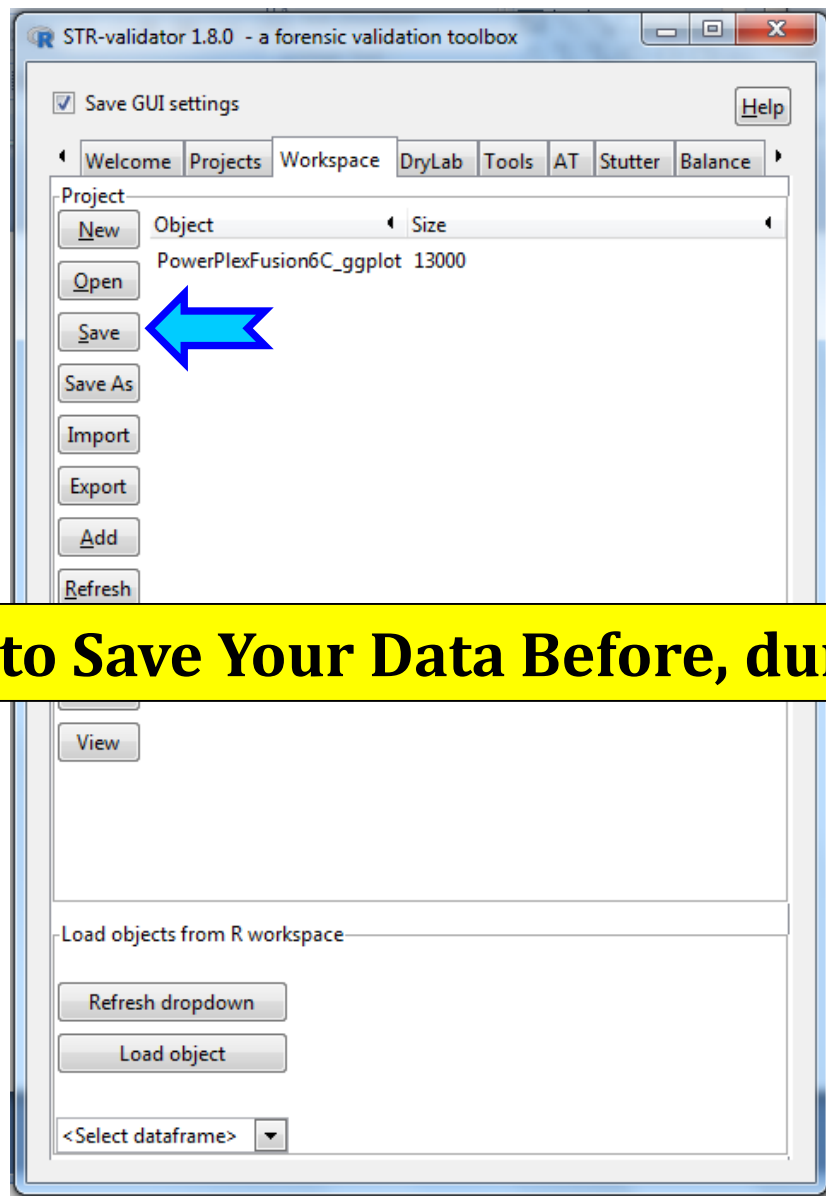 STR-validator 1.8.0 - a forensic validation toolbox
Save GUI settings
Help
Welcome Projects Workspace DryLab Tools AT Stutter Balance
Project
New
Object Size
PowerPlexFusion6C_ggplot 13000
Open
Save
Save As
Import
Export
Add
Refresh
to Save Your Data Before, du
View
Load objects from R workspace
Refresh dropdown
Load object
<Select dataframe>